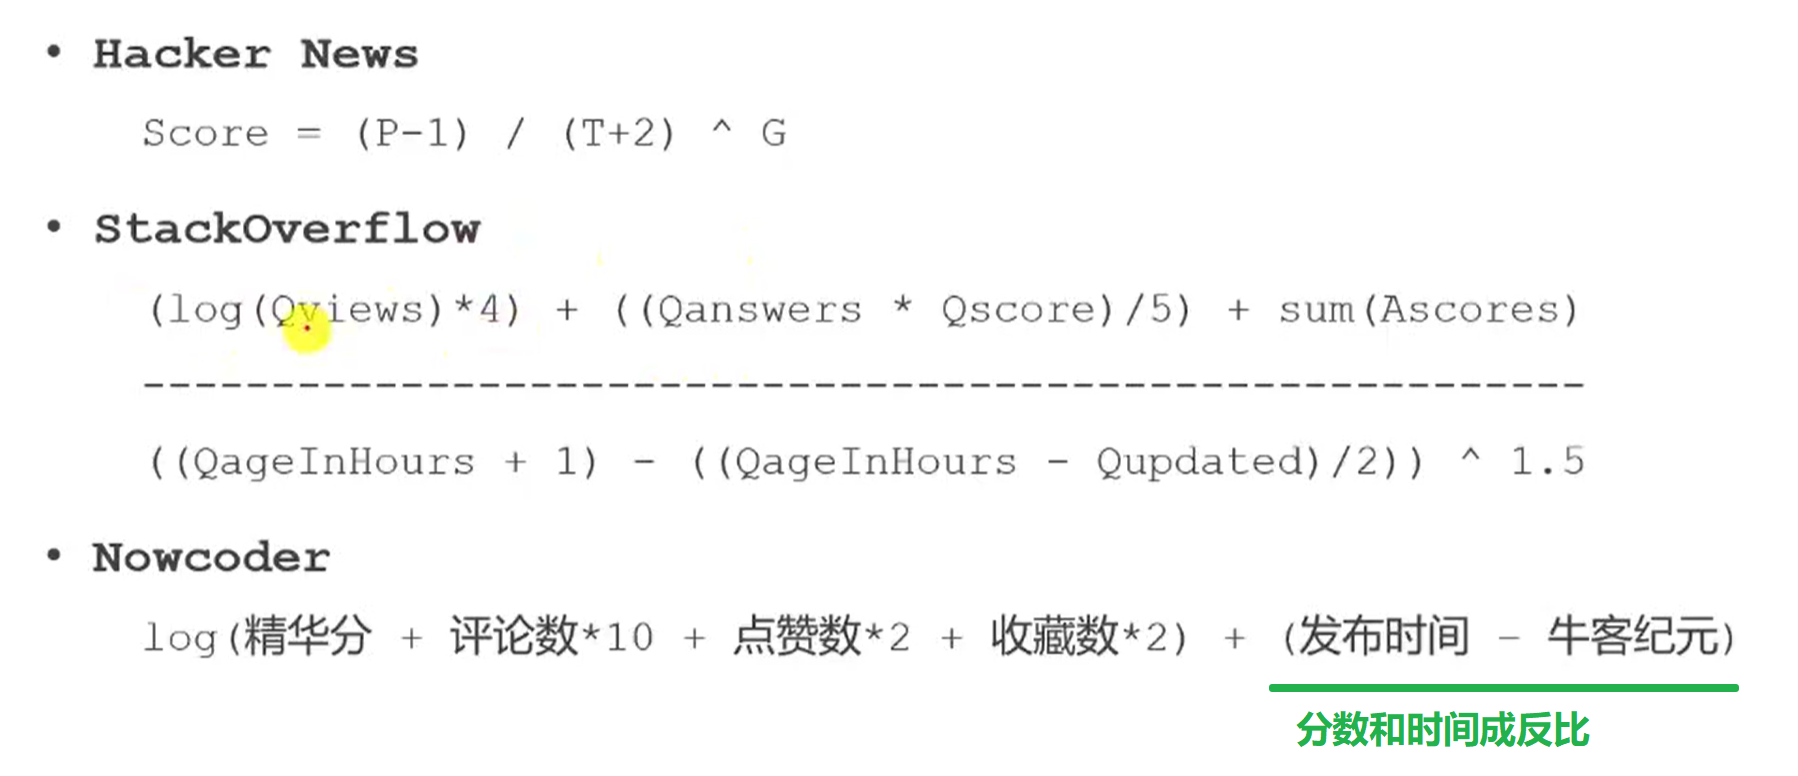 • Hacker News
Score = (P-1) / (T+2) ^ G
• StackOverflow
(log(Qviews)*4) + ((Qanswers * Qscore)/5) + sum(Ascores)
---------------------------------------------------------
((QageInHours + 1) - ((QageInHours - Qupdated)/2)) ^ 1.5
• Nowcoder
log(精华分 + 评论数*10 + 点赞数*2 + 收藏数*2) + (发布时间 – 牛客纪元)
分数和时间成反比